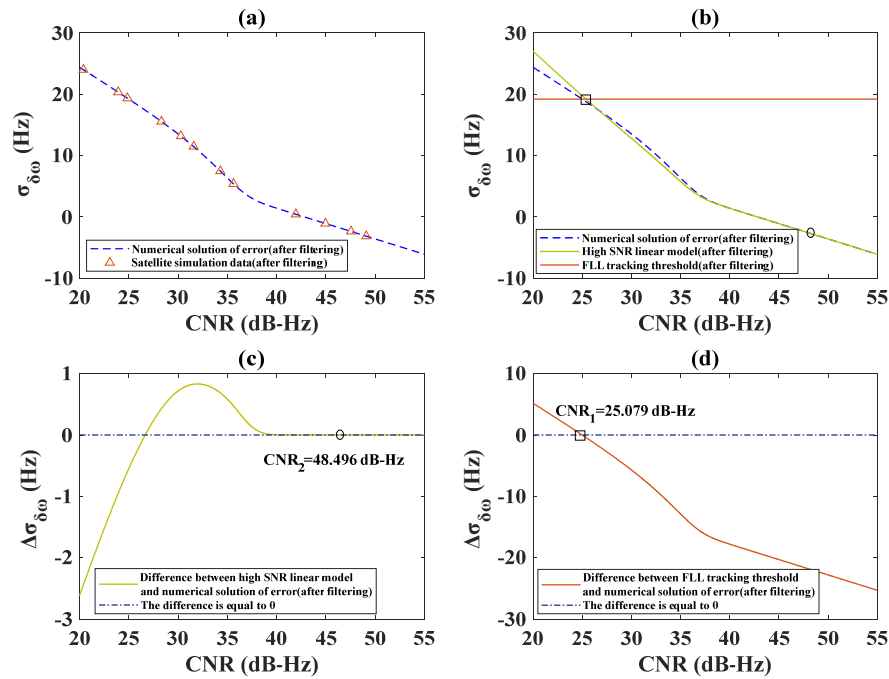 (a)
30
20
10
0
-10
σδω (Hz)
Numerical solution of error(after filtering)
Satellite simulation data(after filtering)
20 25 30 35 40 45 50 55
CNR (dB-Hz)
(b)
30
20
10
0
-10
σδω (Hz)
Numerical solution of error(after filtering)
High SNR linear model(after filtering)
FLL tracking threshold(after filtering)
20 25 30 35 40 45 50 55
CNR (dB-Hz)
(c)
1
0
-1
-2
-3
Δσδω (Hz)
CNR2=48.496 dB-Hz
Difference between high SNR linear model
and numerical solution of error(after filtering)
The difference is equal to 0
20 25 30 35 40 45 50 55
CNR (dB-Hz)
(d)
10
0
-10
-20
-30
Δσδω (Hz)
CNR1=25.079 dB-Hz
Difference between FLL tracking threshold
and numerical solution of error(after filtering)
The difference is equal to 0
20 25 30 35 40 45 50 55
CNR (dB-Hz)